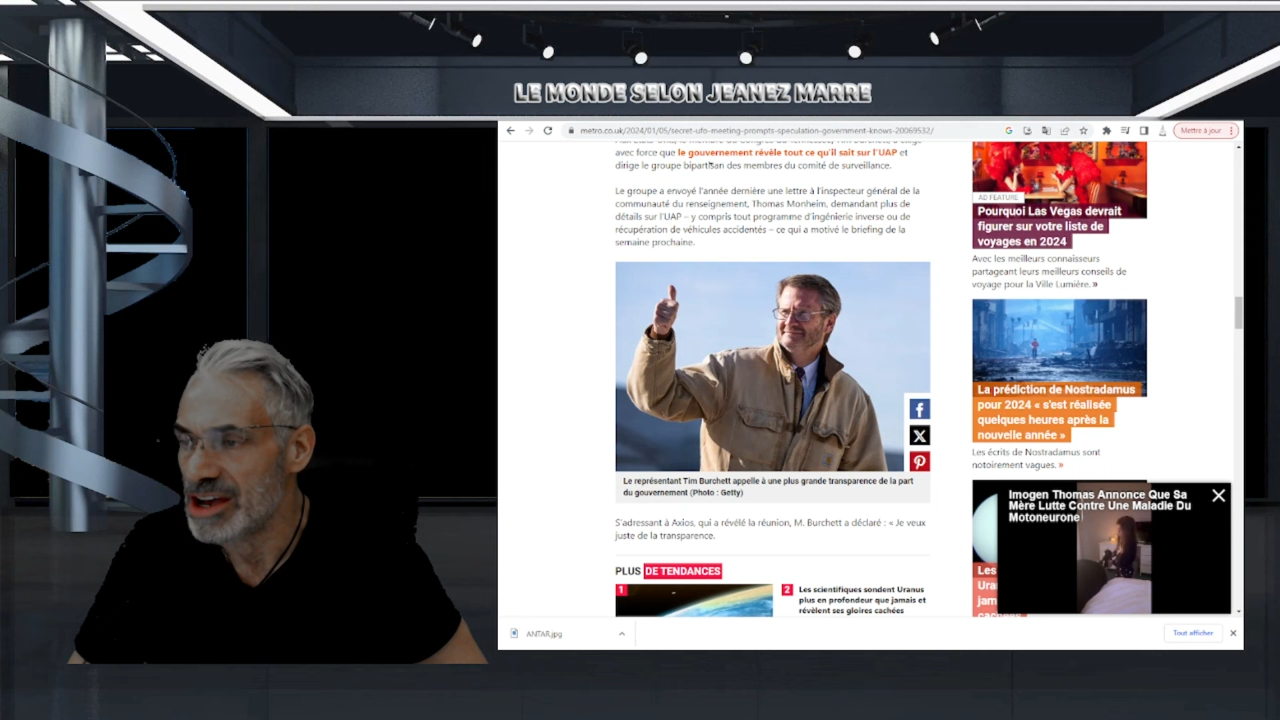 LE MONDE SELON JEANEZ MARRE
metro.co.uk/2024/01/05/secret-ufo-meeting-prompts-speculation-government-knows-20069532/
Mettre à jour
avec force que le gouvernement révèle tout ce qu'il sait sur l'UAP et
dirige le groupe bipartisan des membres du comité de surveillance.
Le groupe a envoyé l'année dernière une lettre à l'inspecteur général de la
communauté du renseignement, Thomas Monheim, demandant plus de
détails sur l'UAP – y compris tout programme d'ingénierie inverse ou de
récupération de véhicules accidentés – ce qui a motivé le briefing de la
semaine prochaine.
Le représentant Tim Burchett appelle à une plus grande transparence de la part
du gouvernement (Photo : Getty)
S'adressant à Axios, qui a révélé la réunion, M. Burchett a déclaré : « Je veux
juste de la transparence.
PLUS DE TENDANCES
1
2 Les scientifiques sondent Uranus
plus en profondeur que jamais et
révèlent ses gloires cachées
AD FEATURE
Pourquoi Las Vegas devrait
figurer sur votre liste de
voyages en 2024
Avec les meilleurs connaisseurs
partageant leurs meilleurs conseils de
voyage pour la Ville Lumière. »
La prédiction de Nostradamus
pour 2024 « s'est réalisée
quelques heures après la
nouvelle année »
Les écrits de Nostradamus sont
notoirement vagues. »
Imogen Thomas Annonce Que Sa
Mère Lutte Contre Une Maladie Du
Motoneurone
Les
Ura
jam
ANTAR.jpg
Tout afficher